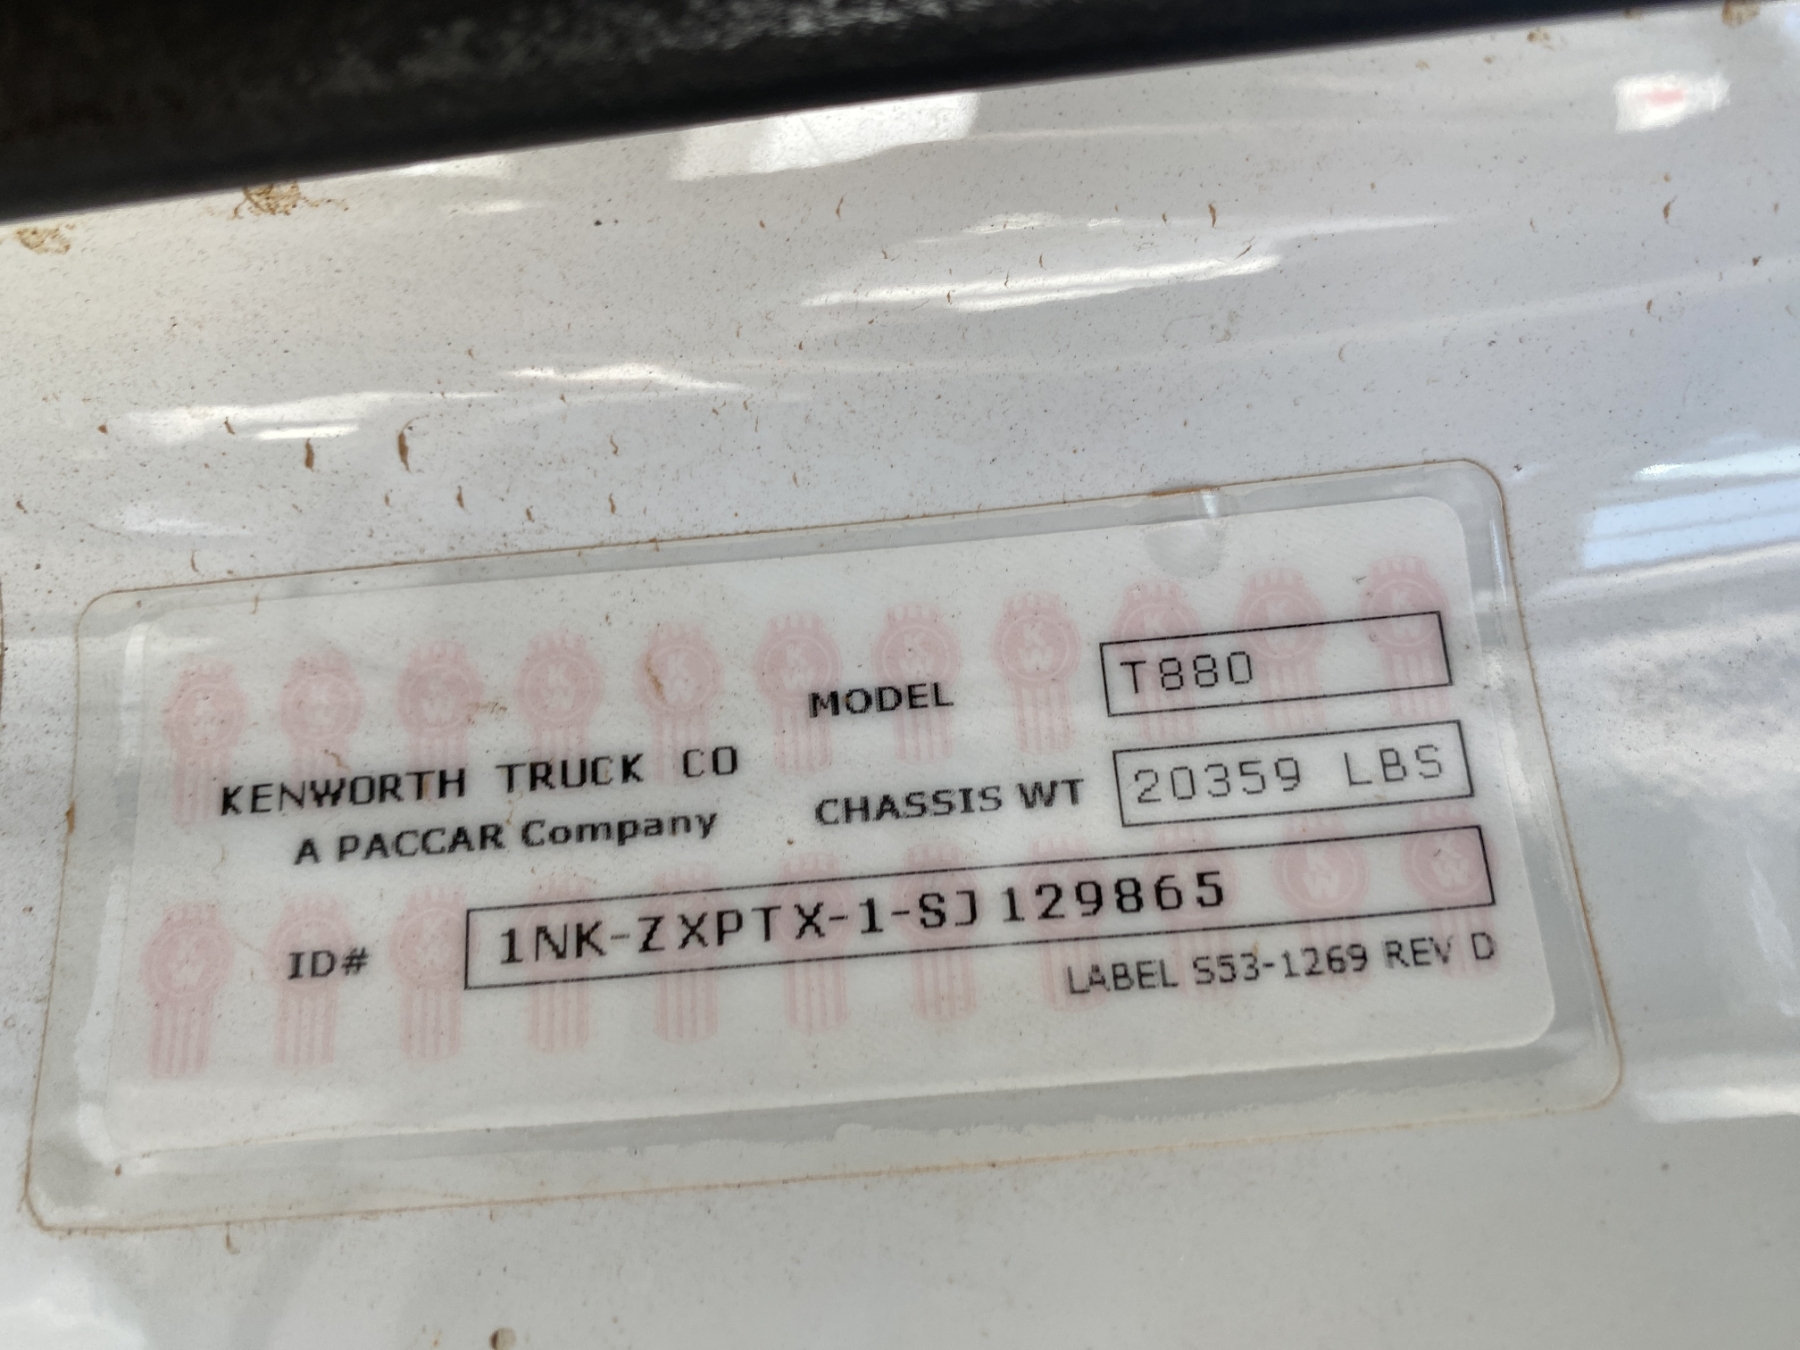 MODEL T880
KENWORTH TRUCK CO
A PACCAR Company
CHASSIS WT 20359 LBS
ID# 1NK-ZXPTX-1-SJ129865
LABEL S53-1269 REV D